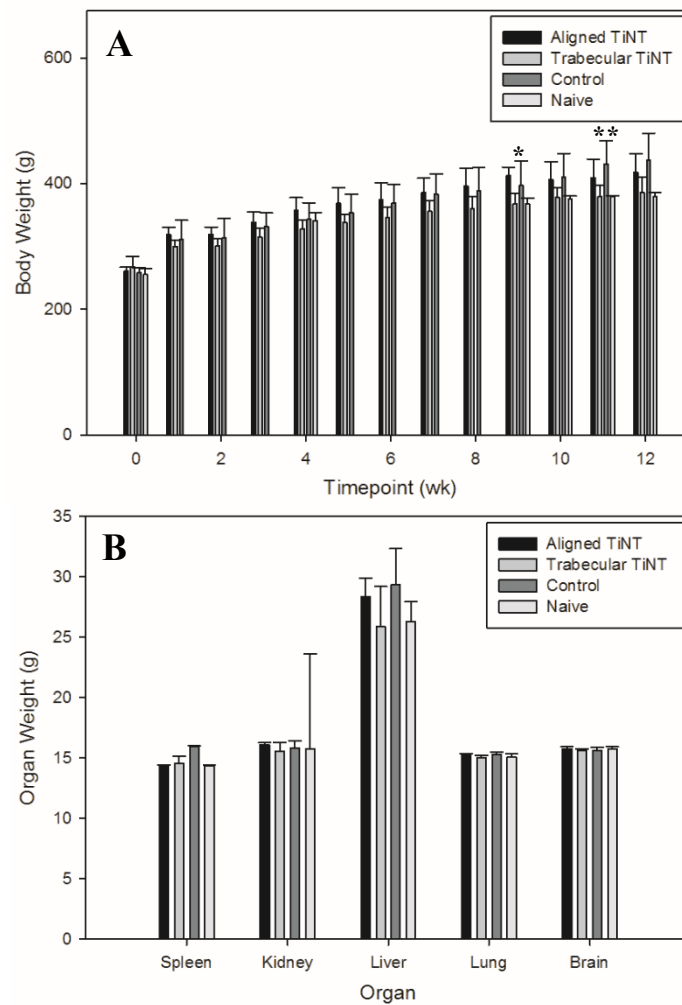 A
Aligned TiNT
Trabecular TiNT
Control
Naive
* **
600
400
200
0
Body Weight (g)
0 2 4 6 8 10 12
Timepoint (wk)
B
Aligned TiNT
Trabecular TiNT
Control
Naive
35
30
25
20
15
10
5
0
Organ Weight (g)
Spleen Kidney Liver Lung Brain
Organ